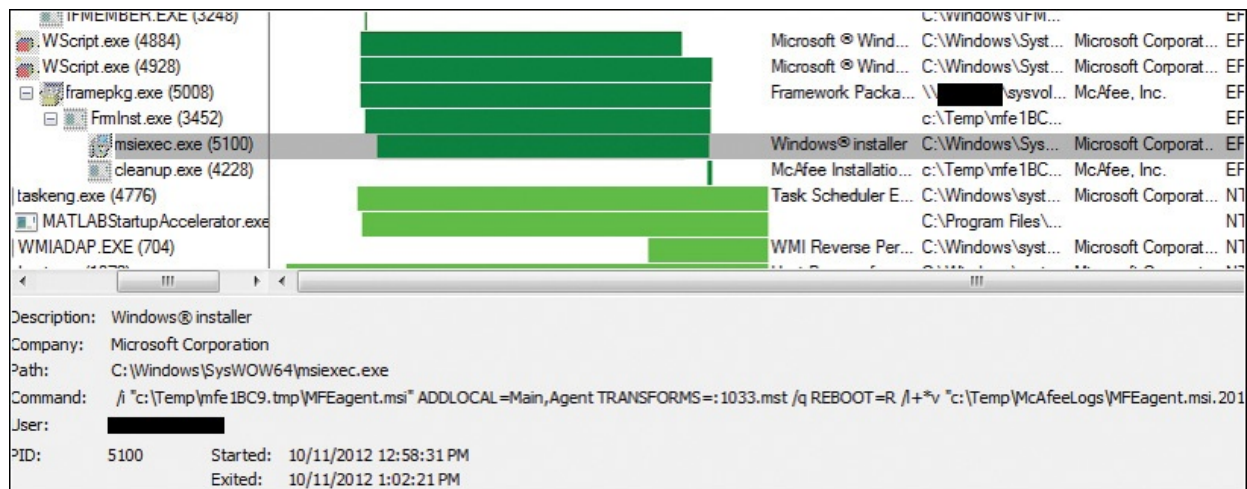 IFMEMBER.EXE (3248) C:\Windows\IFM... EF
WScript.exe (4884) Microsoft ® Wind... C:\Windows\Syst... Microsoft Corporat... EF
WScript.exe (4928) Microsoft ® Wind... C:\Windows\Syst... Microsoft Corporat... EF
framepkg.exe (5008) Framework Packa... \\ \sysvol... McAfee, Inc. EF
FrmInst.exe (3452) c:\Temp\mfe1BC... EF
msiexec.exe (5100) Windows® installer C:\Windows\Sys... Microsoft Corporat... EF
cleanup.exe (4228) McAfee Installatio... c:\Temp\mfe1BC... McAfee, Inc. EF
taskeng.exe (4776) Task Scheduler E... C:\Windows\syst... Microsoft Corporat... NT
MATLABStartupAccelerator.exe C:\Program Files\... NT
WMIADAP.EXE (704) WMI Reverse Per... C:\Windows\syst... Microsoft Corporat... NT
Description: Windows® installer
Company: Microsoft Corporation
Path: C:\Windows\SysWOW64\msiexec.exe
Command: /i "c:\Temp\mfe1BC9.tmp\MFEagent.msi" ADDLOCAL=Main,Agent TRANSFORMS=:1033.mst /q REBOOT=R /l+*v "c:\Temp\McAfeeLogs\MFEagent.msi.201
User:
PID: 5100 Started: 10/11/2012 12:58:31 PM
Exited: 10/11/2012 1:02:21 PM